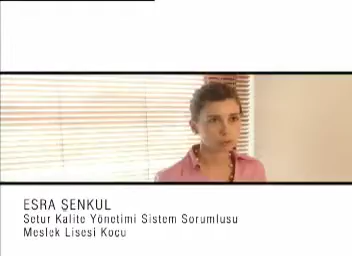 ESRA ŞENKUL
Setur Kalite Yönetimi Sistem Sorumlusu
Meslek Lisesi Koçu